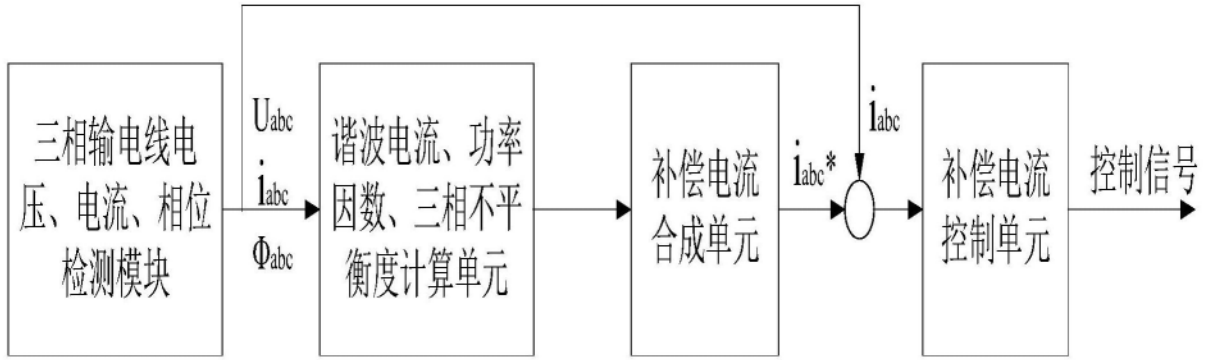 三相输电线电
压、电流、相位
检测模块
Uabc
iabc
Φabc
谐波电流、功率
因数、三相不平
衡度计算单元
补偿电流
合成单元
iabc*
iabc
补偿电流
控制单元
控制信号